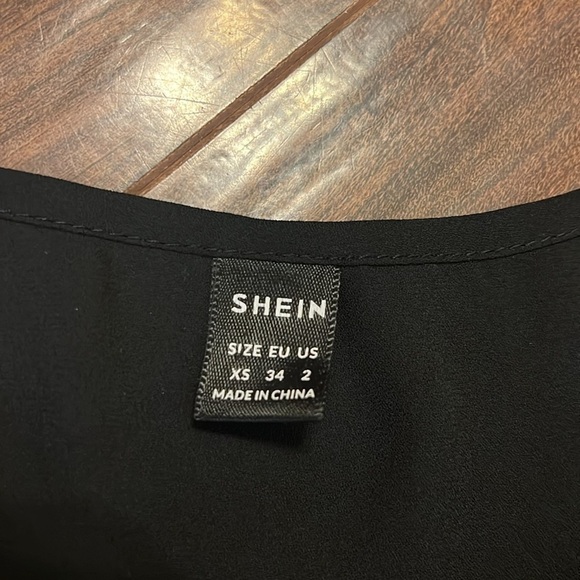 SHEIN
SIZE EU US
XS 34 2
MADE IN CHINA